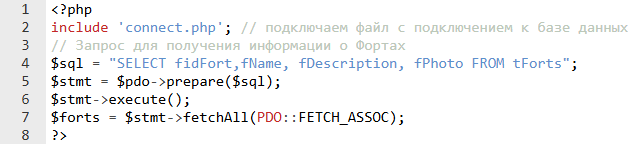 1 <?php
2 include 'connect.php'; // подключаем файл с подключением к базе данных
3 // Запрос для получения информации о Фортах
4 $sql = "SELECT fidFort,fName, fDescription, fPhoto FROM tForts";
5 $stmt = $pdo->prepare($sql);
6 $stmt->execute();
7 $forts = $stmt->fetchAll(PDO::FETCH_ASSOC);
8 ?>